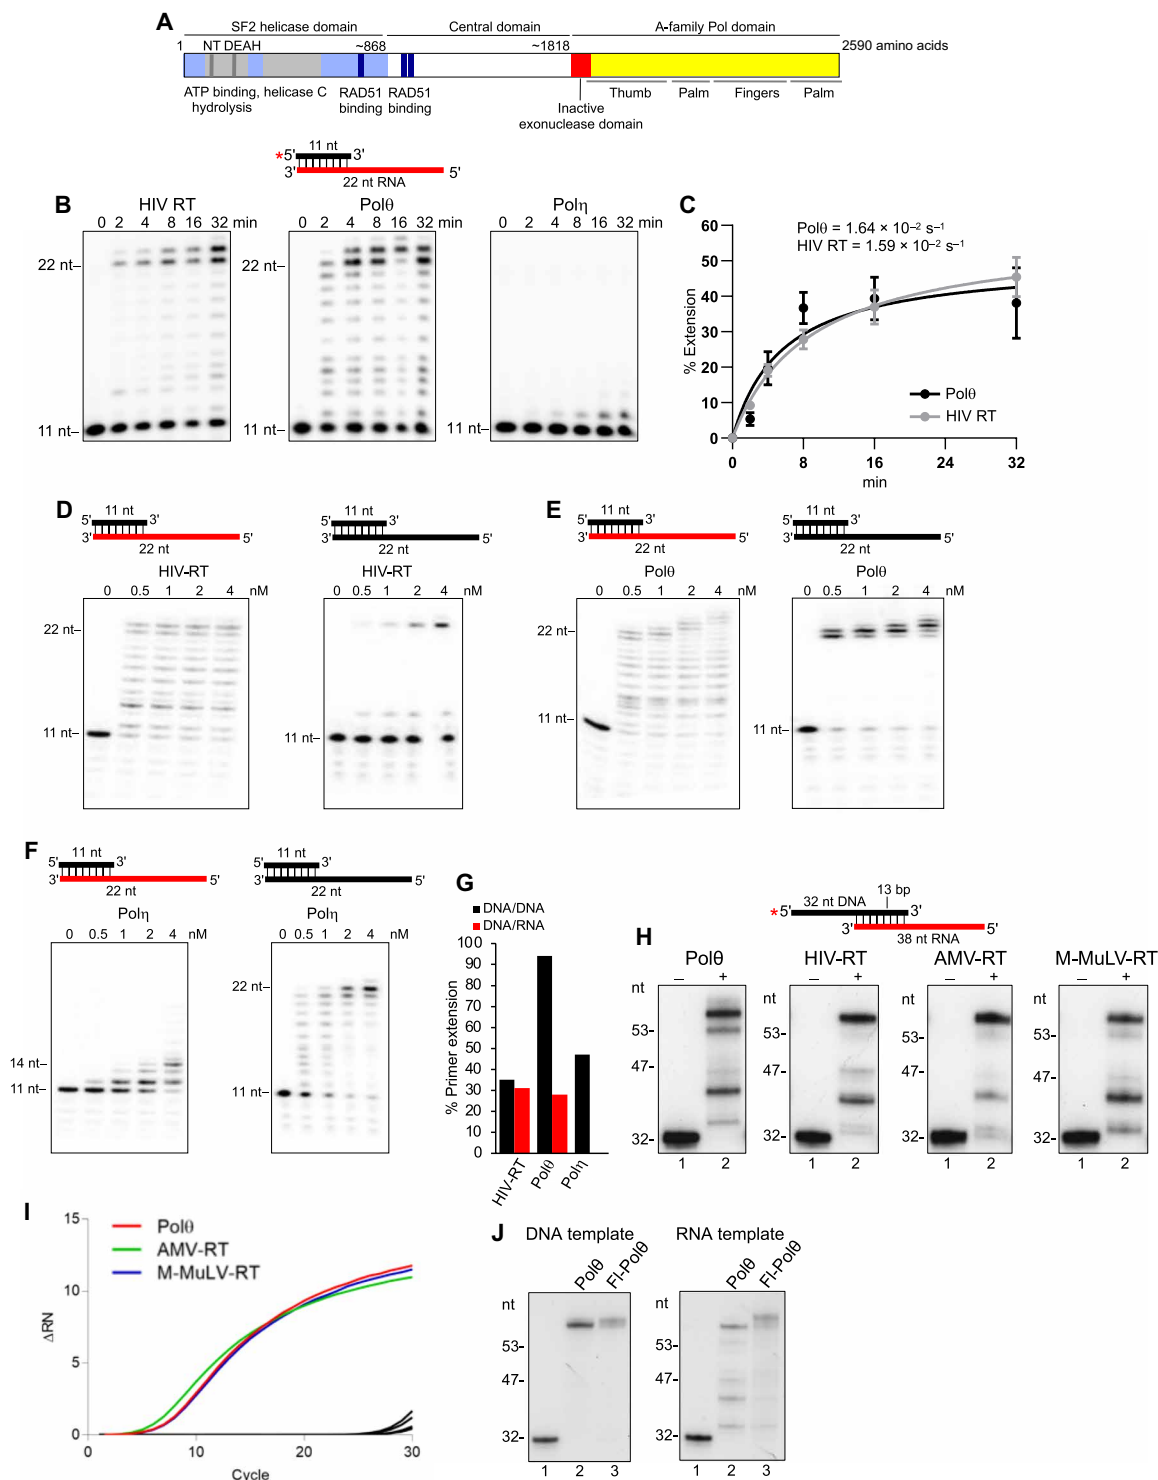 A
SF2 helicase domain Central domain A-family Pol domain
1 NT DEAH ~868 ~1818 2590 amino acids
ATP binding, helicase C RAD51 RAD51 Thumb Palm Fingers Palm
hydrolysis binding binding Inactive
exonuclease domain
11 nt
*5' 3'
3' 5'
22 nt RNA
B
HIV RT Polθ Polη
0 2 4 8 16 32 min 0 2 4 8 16 32 min 0 2 4 8 16 32 min
22 nt– 22 nt– 22 nt–
11 nt– 11 nt– 11 nt–
C
Polθ = 1.64 × 10⁻² s⁻¹
HIV RT = 1.59 × 10⁻² s⁻¹
% Extension
60
50
40
30
20
10
0
Polθ
HIV RT
0 8 16 24 32
min
D
11 nt 11 nt
5' 3' 5' 3'
3' 5' 3' 5'
22 nt 22 nt
HIV-RT HIV-RT
0 0.5 1 2 4 nM 0 0.5 1 2 4 nM
22 nt– 22 nt–
11 nt– 11 nt–
E
11 nt 11 nt
5' 3' 5' 3'
3' 5' 3' 5'
22 nt 22 nt
Polθ Polθ
0 0.5 1 2 4 nM 0 0.5 1 2 4 nM
22 nt– 22 nt–
11 nt– 11 nt–
F
11 nt 11 nt
5' 3' 5' 3'
3' 5' 3' 5'
22 nt 22 nt
Polη Polη
0 0.5 1 2 4 nM 0 0.5 1 2 4 nM
14 nt– 22 nt–
11 nt– 11 nt–
G
DNA/DNA
DNA/RNA
% Primer extension
100
90
80
70
60
50
40
30
20
10
0
HIV-RT Polθ Polη
H
13 bp
*5' 32 nt DNA 3'
3' 5'
38 nt RNA
Polθ HIV-RT AMV-RT M-MuLV-RT
– + – + – + – +
nt nt nt nt
53- 53- 53- 53-
47- 47- 47- 47-
32- 32- 32- 32-
1 2 1 2 1 2 1 2
I
Polθ
AMV-RT
M-MuLV-RT
ΔRN
15
10
5
0
10 20 30
Cycle
J
DNA template RNA template
Polθ Fl-Polθ Polθ Fl-Polθ
nt nt
53- 53-
47- 47-
32- 32-
1 2 3 1 2 3